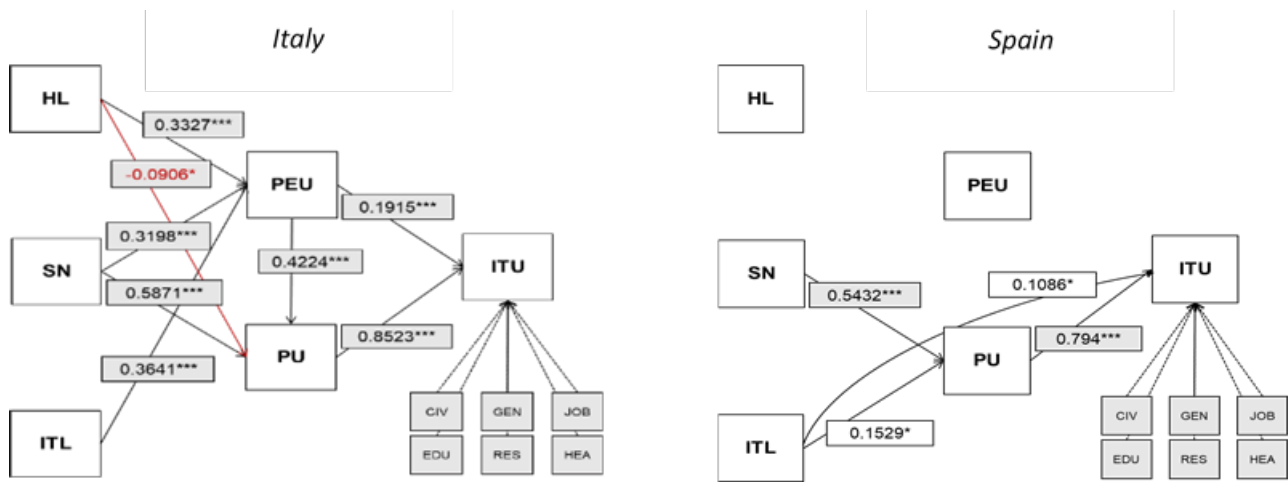 Italy
HL
0.3327***
-0.0906*
PEU
0.1915***
SN
0.3198***
0.4224***
ITU
0.5871***
PU
0.8523***
0.3641***
ITL
CIV
GEN
JOB
EDU
RES
HEA
Spain
HL
PEU
SN
ITU
0.5432***
0.1086*
PU
0.794***
ITL
0.1529*
CIV
GEN
JOB
EDU
RES
HEA